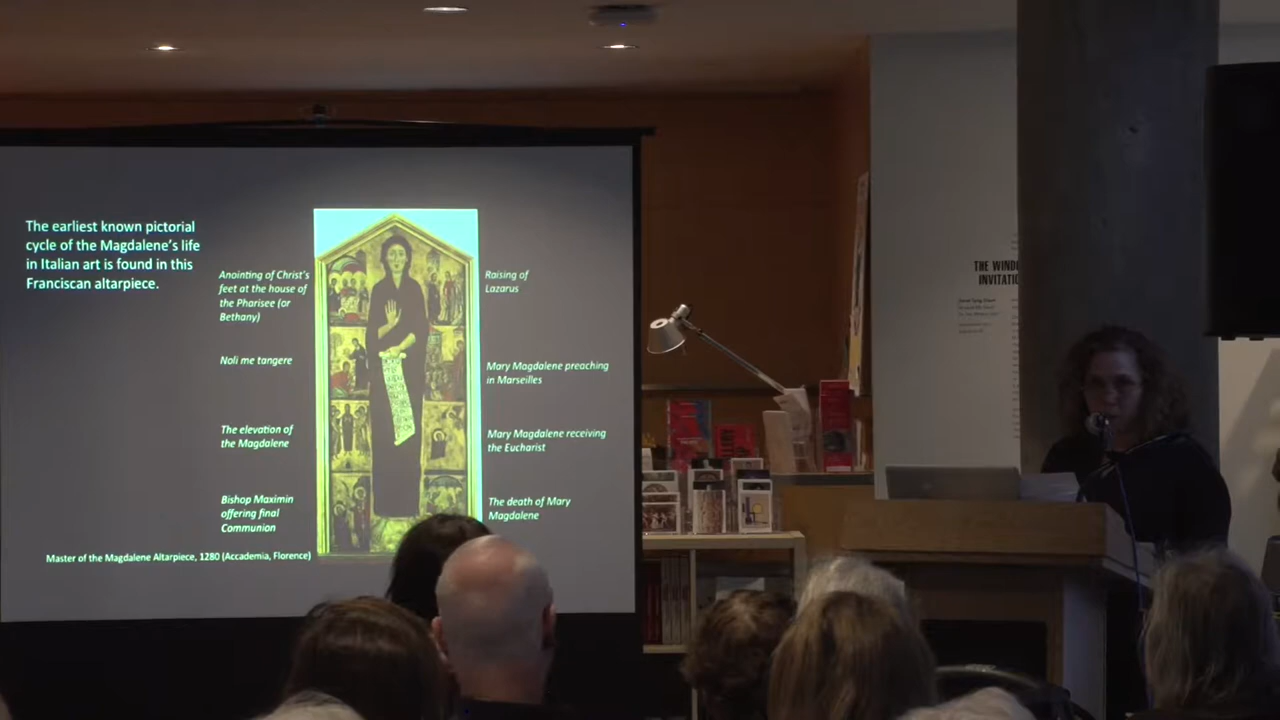 The earliest known pictorial
cycle of the Magdalene's life
in Italian art is found in this
Franciscan altarpiece.
Anointing of Christ's
feet at the house of
the Pharisee (or
Bethany)
Noli me tangere
The elevation of
the Magdalene
Bishop Maximin
offering final
Communion
Raising of
Lazarus
Mary Magdalene preaching
in Marseilles
Mary Magdalene receiving
the Eucharist
The death of Mary
Magdalene
Master of the Magdalene Altarpiece, 1280 (Accademia, Florence)
THE